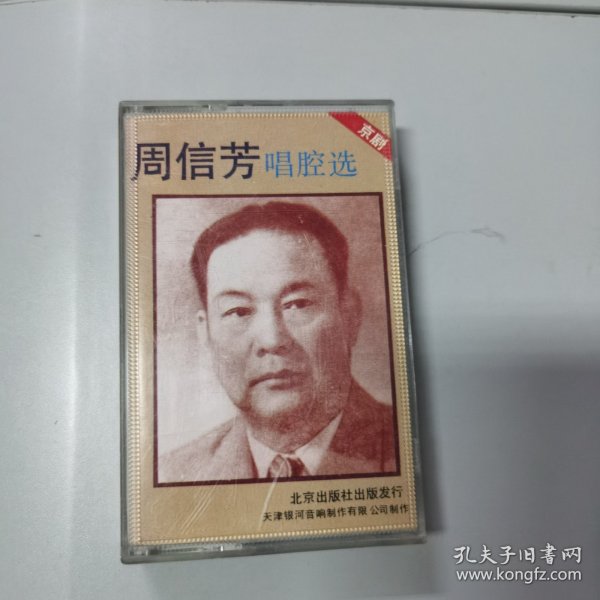 京剧
周信芳 唱腔选
北京出版社出版发行
天津银河音响制作有限公司制作
孔夫子旧书网
www.kongfz.com